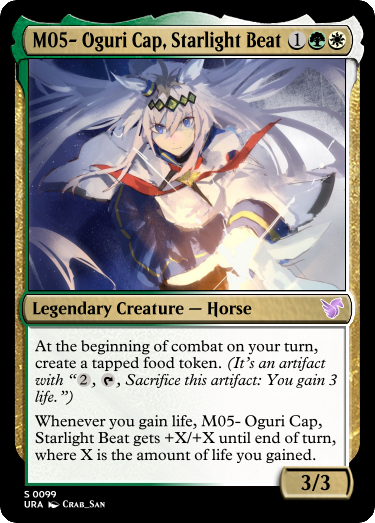 M05- Oguri Cap, Starlight Beat 1
Legendary Creature — Horse
At the beginning of combat on your turn,
create a tapped food token. (It's an artifact
with “2, , Sacrifice this artifact: You gain 3
life.”)
Whenever you gain life, M05- Oguri Cap,
Starlight Beat gets +X/+X until end of turn,
where X is the amount of life you gained.
3/3
S 0099
URA Crab_San